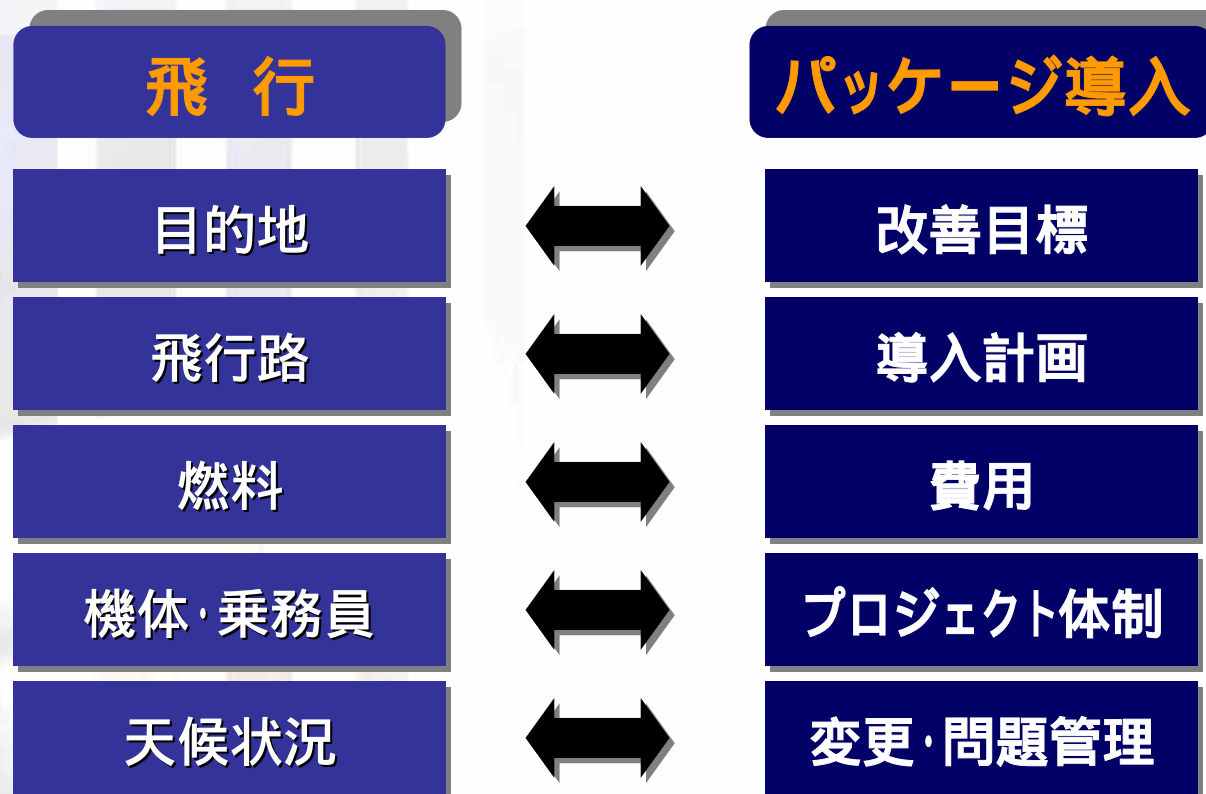 飛 行
パッケージ導入
目的地
改善目標
飛行路
導入計画
燃料
費用
機体・乗務員
プロジェクト体制
天候状況
変更・問題管理